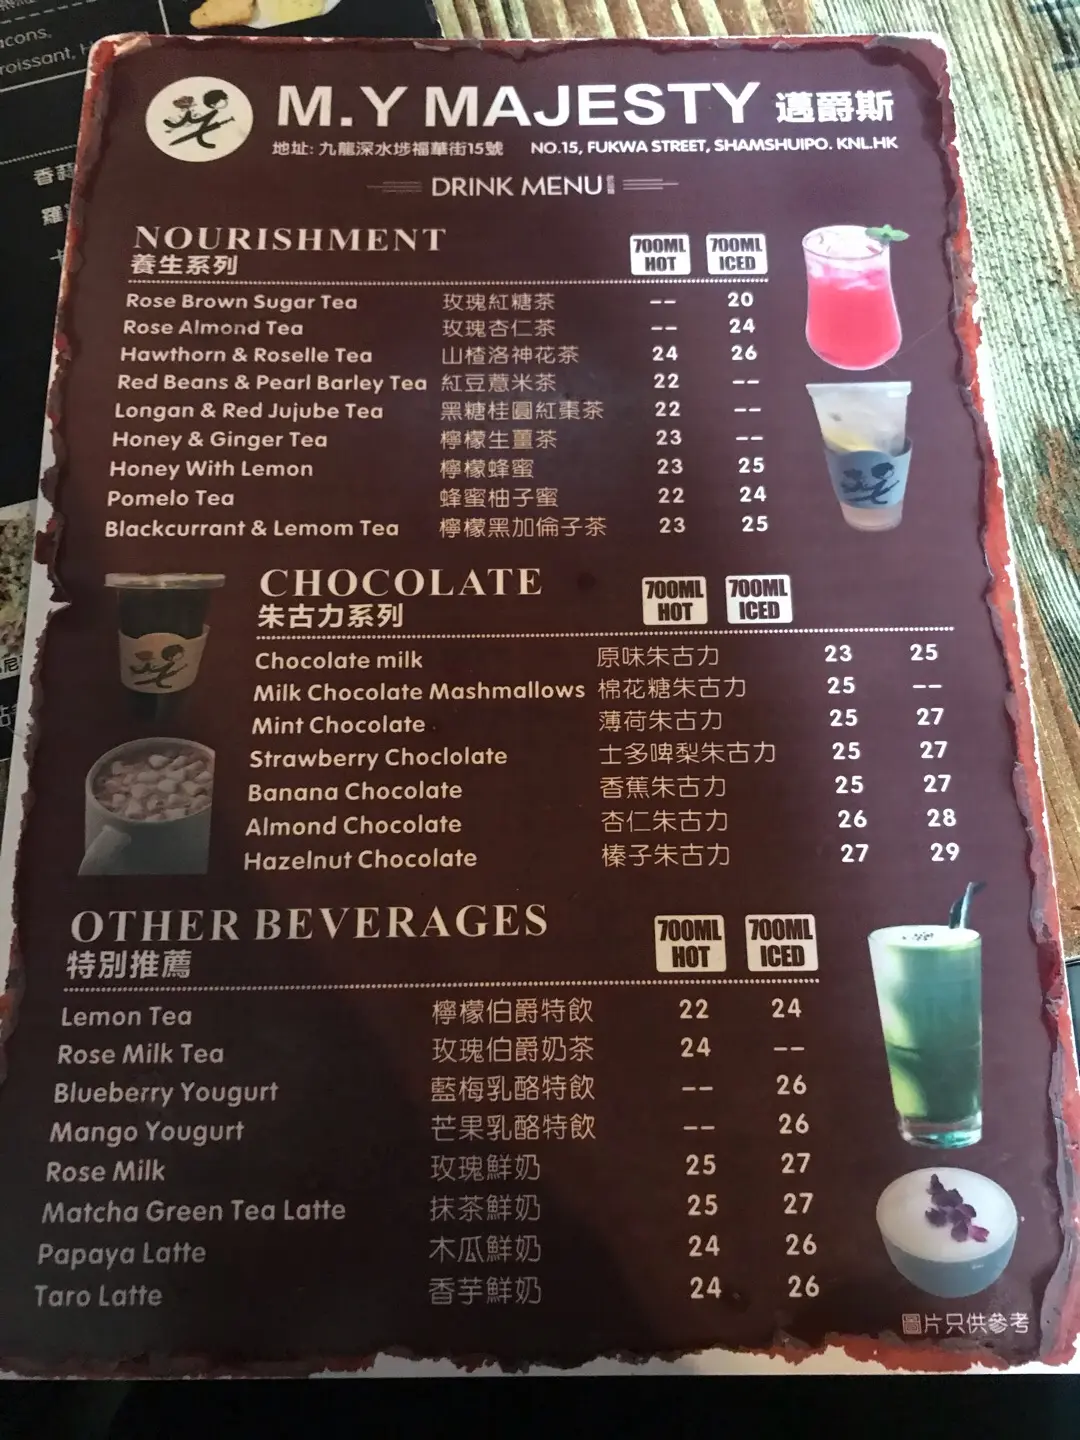 acons,
roissant, H
香蒜
羅
M.Y MAJESTY 邁爵斯
地址: 九龍深水埗福華街15號 NO.15, FUKWA STREET, SHAMSHUIPO. KNL.HK
DRINK MENU
NOURISHMENT 700ML HOT 700ML ICED
養生系列
Rose Brown Sugar Tea 玫瑰紅糖茶 -- 20
Rose Almond Tea 玫瑰杏仁茶 -- 24
Hawthorn & Roselle Tea 山楂洛神花茶 24 26
Red Beans & Pearl Barley Tea 紅豆薏米茶 22 --
Longan & Red Jujube Tea 黑糖桂圓紅棗茶 22 --
Honey & Ginger Tea 檸檬生薑茶 23 --
Honey With Lemon 檸檬蜂蜜 23 25
Pomelo Tea 蜂蜜柚子蜜 22 24
Blackcurrant & Lemom Tea 檸檬黑加倫子茶 23 25
CHOCOLATE 700ML HOT 700ML ICED
朱古力系列
Chocolate milk 原味朱古力 23 25
Milk Chocolate Mashmallows 棉花糖朱古力 25 --
Mint Chocolate 薄荷朱古力 25 27
Strawberry Choclolate 士多啤梨朱古力 25 27
Banana Chocolate 香蕉朱古力 25 27
Almond Chocolate 杏仁朱古力 26 28
Hazelnut Chocolate 榛子朱古力 27 29
OTHER BEVERAGES 700ML HOT 700ML ICED
特別推薦
Lemon Tea 檸檬伯爵特飲 22 24
Rose Milk Tea 玫瑰伯爵奶茶 24 --
Blueberry Yougurt 藍梅乳酪特飲 -- 26
Mango Yougurt 芒果乳酪特飲 -- 26
Rose Milk 玫瑰鮮奶 25 27
Matcha Green Tea Latte 抹茶鮮奶 25 27
Papaya Latte 木瓜鮮奶 24 26
Taro Latte 香芋鮮奶 24 26
圖片只供參考